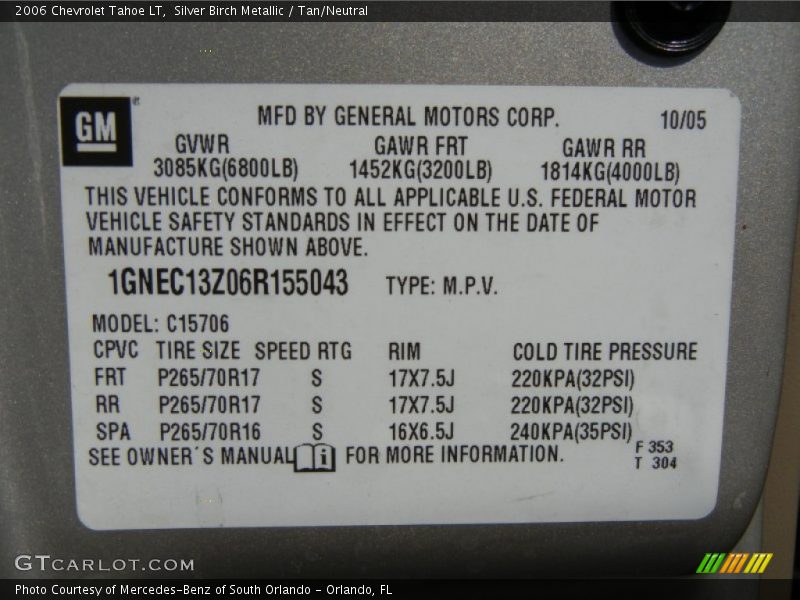 2006 Chevrolet Tahoe LT, Silver Birch Metallic / Tan/Neutral
GM®
MFD BY GENERAL MOTORS CORP. 10/05
GVWR GAWR FRT GAWR RR
3085KG(6800LB) 1452KG(3200LB) 1814KG(4000LB)
THIS VEHICLE CONFORMS TO ALL APPLICABLE U.S. FEDERAL MOTOR
VEHICLE SAFETY STANDARDS IN EFFECT ON THE DATE OF
MANUFACTURE SHOWN ABOVE.
1GNEC13Z06R155043 TYPE: M.P.V.
MODEL: C15706
CPVC TIRE SIZE SPEED RTG RIM COLD TIRE PRESSURE
FRT P265/70R17 S 17X7.5J 220KPA(32PSI)
RR P265/70R17 S 17X7.5J 220KPA(32PSI)
SPA P265/70R16 S 16X6.5J 240KPA(35PSI)
SEE OWNER´S MANUAL i FOR MORE INFORMATION.
F 353
T 304
GTCARLOT.COM
Photo Courtesy of Mercedes-Benz of South Orlando - Orlando, FL